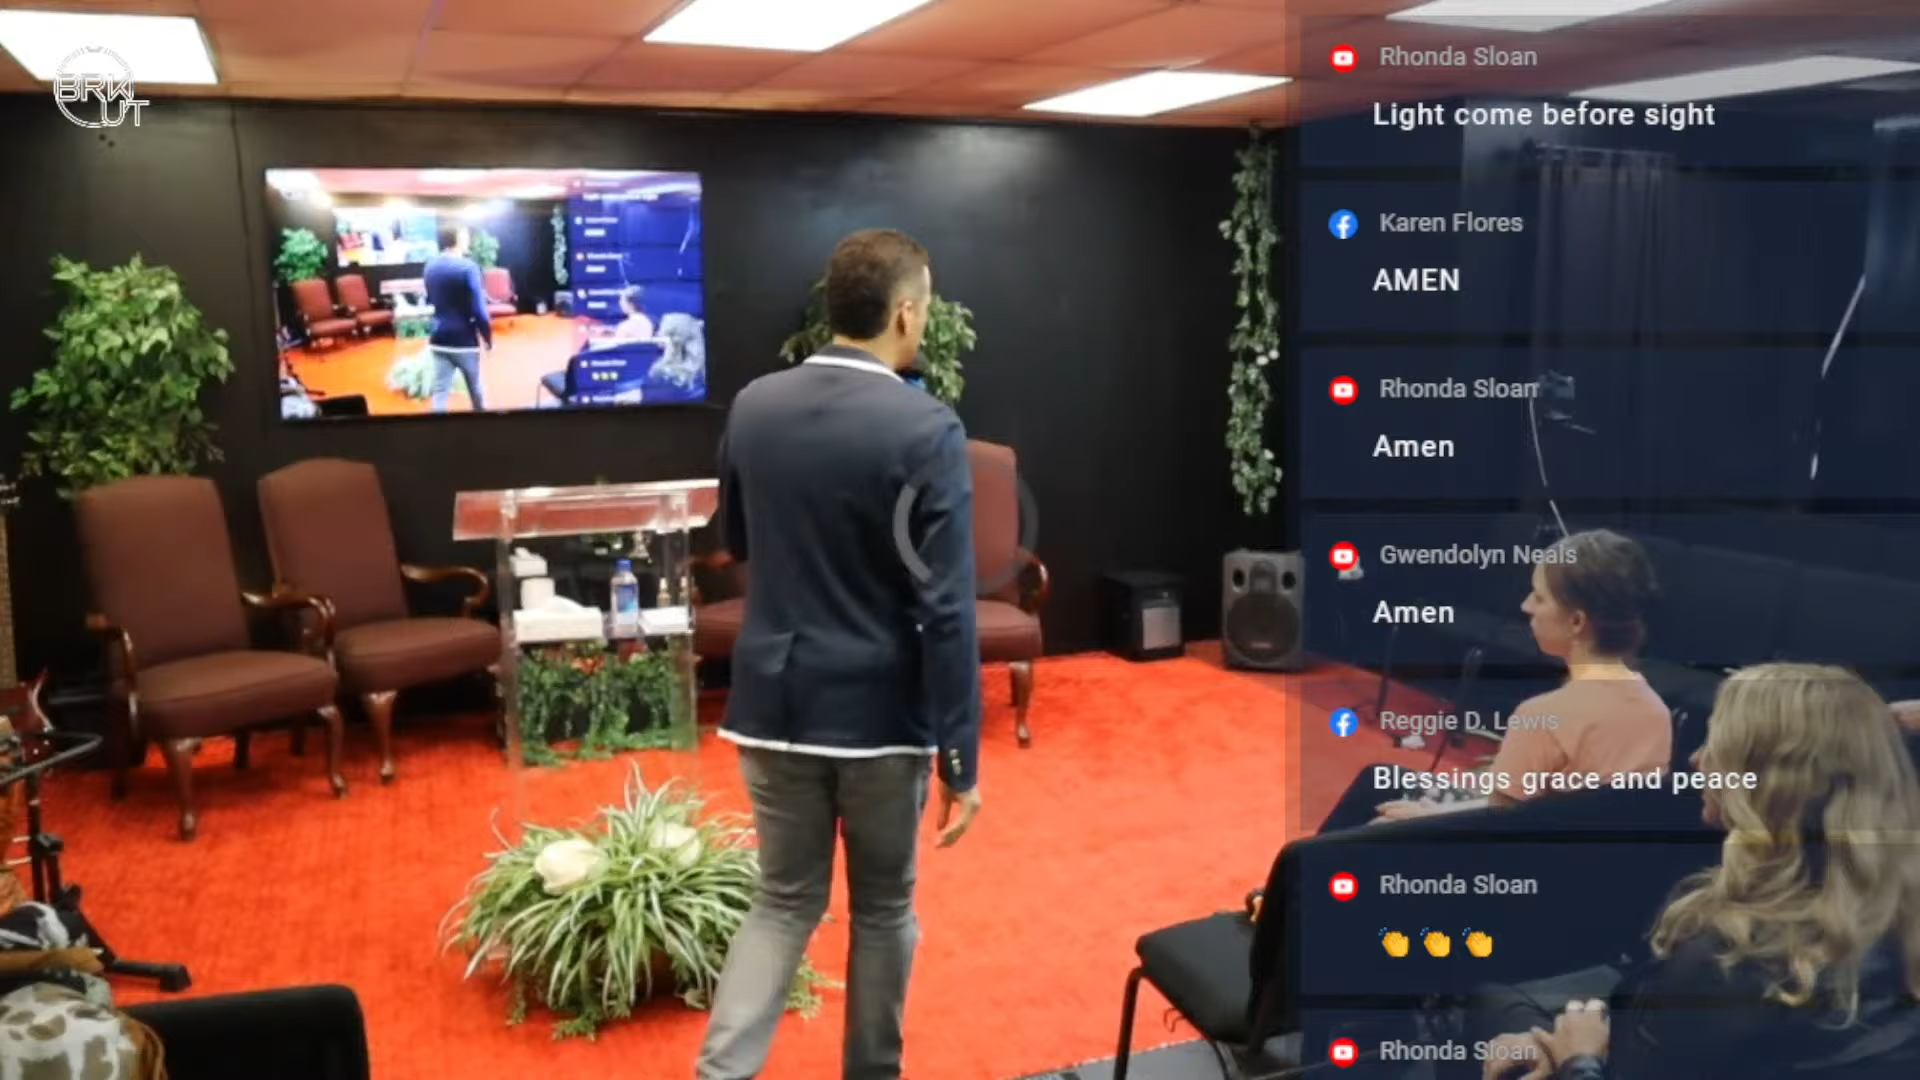 BRK
UT
Rhonda Sloan
Light come before sight
Karen Flores
AMEN
Rhonda Sloan
Amen
Gwendolyn Neals
Amen
Reggie D. Lewis
Blessings grace and peace
Rhonda Sloan
👏👏👏
Rhonda Sloan